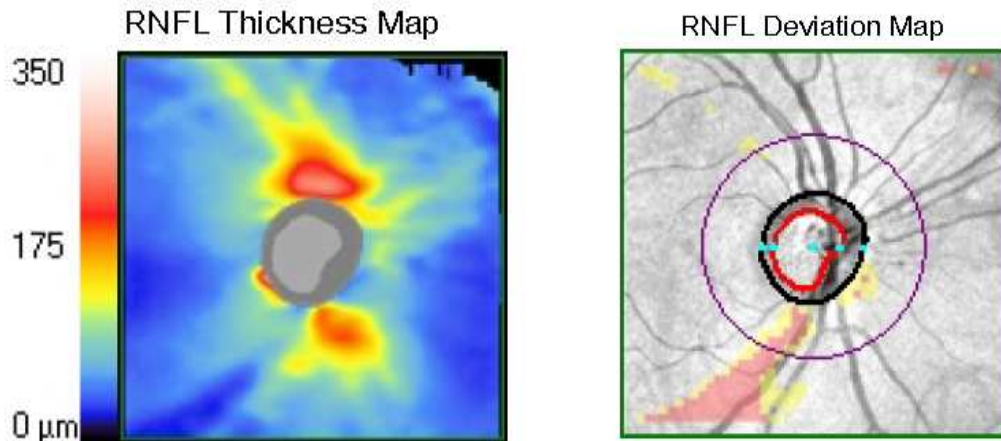 RNFL Thickness Map
RNFL Deviation Map
350
175
0 µm